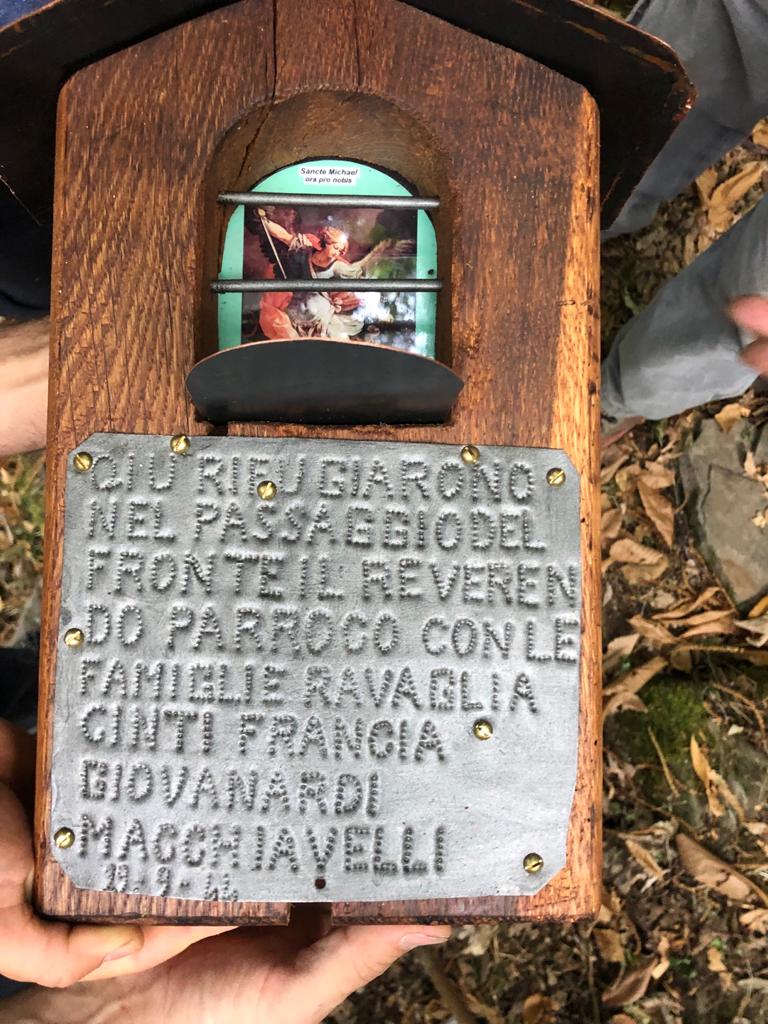 Sancte Michael
ora pro nobis
QIU RIFUGIARONO
NEL PASSAGGIO DEL
FRONTE IL REVEREN
DO PARROCO CON LE
FAMIGLIE RAVAGLIA
CINTI FRANCIA
GIOVANARDI
MACCHIAVELLI